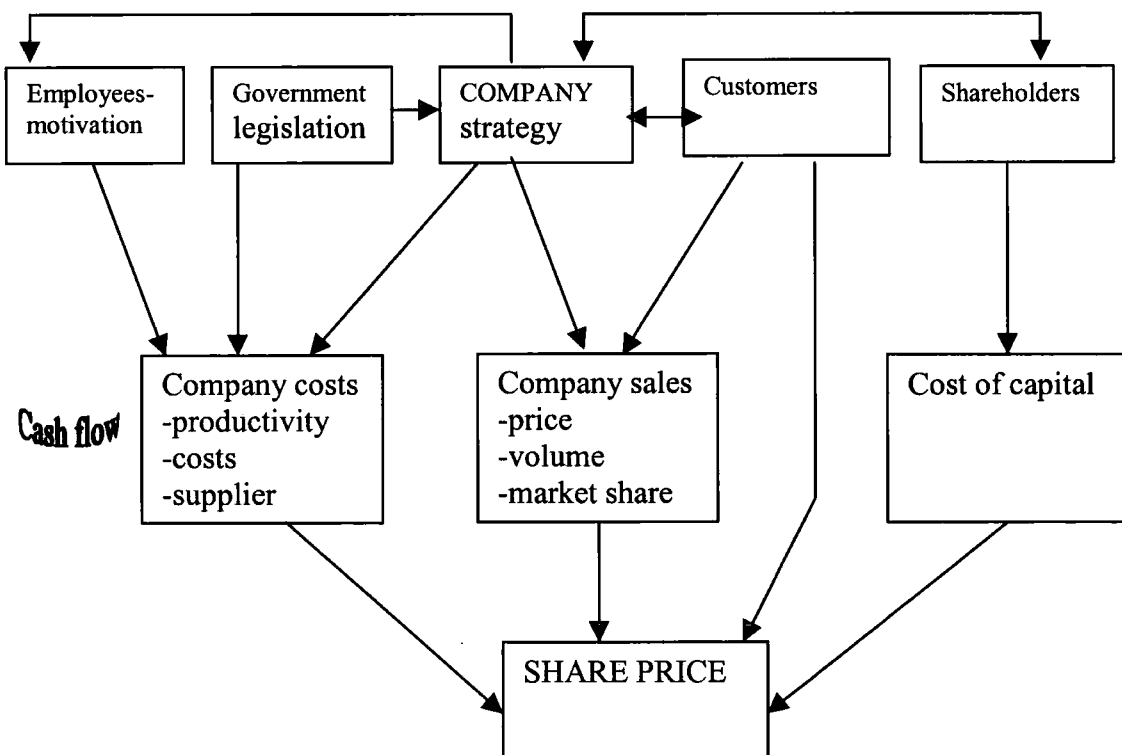 Employees-
motivation
Government
legislation
COMPANY
strategy
Customers
Shareholders
Cash flow
Company costs
-productivity
-costs
-supplier
Company sales
-price
-volume
-market share
Cost of capital
SHARE PRICE